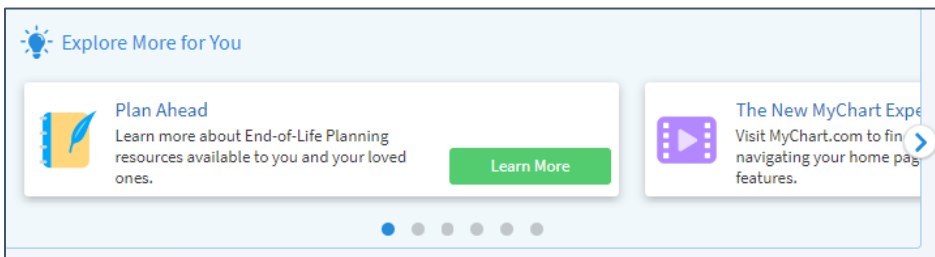 Explore More for You
Plan Ahead
Learn more about End-of-Life Planning
resources available to you and your loved
ones.
Learn More
The New MyChart
Visit MyChart.com to
navigating your home
features.